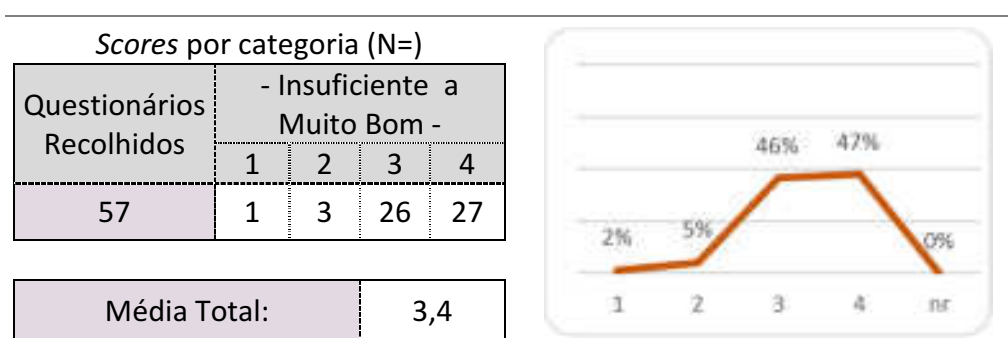 Scores por categoria (N=)
Questionários
Recolhidos
- Insuficiente a
Muito Bom -
1 2 3 4
57 1 3 26 27
Média Total: 3,4
2% 5% 46% 47% 0%
1 2 3 4 nr